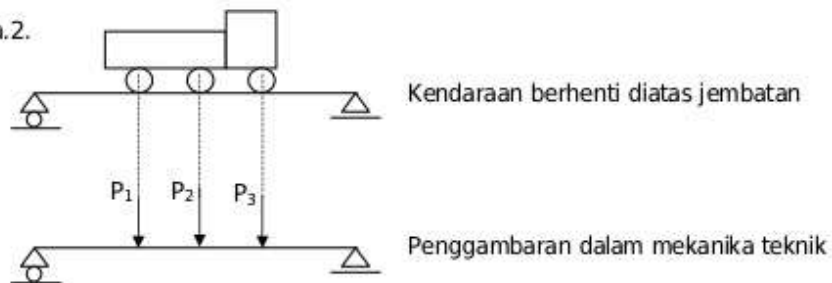 a.2.
Kendaraan berhenti diatas jembatan
P₁ P₂ P₃
Penggambaran dalam mekanika teknik